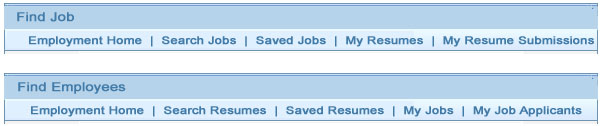 Find Job
Employment Home | Search Jobs | Saved Jobs | My Resumes | My Resume Submissions
Find Employees
Employment Home | Search Resumes | Saved Resumes | My Jobs | My Job Applicants